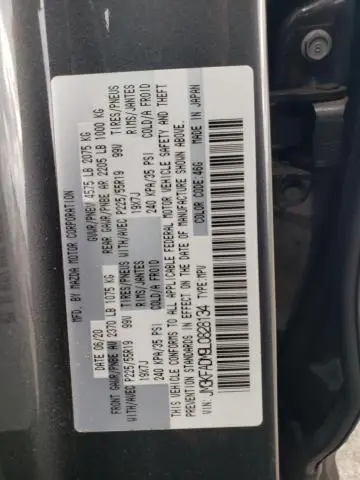 MFD. BY MAZDA MOTOR CORPORATION
DATE 06/20 GVWR/PNBV 4575 LB 2075 KG
FRONT GAWR/PNBE AV 2370 LB 1075 KG REAR GAWR/PNBE AR 2205 LB 1000 KG
WITH/AVEC P225/55R19 99V TIRES/PNEUS WITH/AVEC P225/55R19 99V TIRES/PNEUS
19X7J RIMS/JANTES 19X7J RIMS/JANTES
240 KPA/35 PSI COLD/A FROID 240 KPA/35 PSI COLD/A FROID
THIS VEHICLE CONFORMS TO ALL APPLICABLE FEDERAL MOTOR VEHICLE SAFETY AND THEFT
PREVENTION STANDARDS IN EFFECT ON THE DATE OF MANUFACTURE SHOWN ABOVE.
VIN: JM3KFADM9L0828134 TYPE:MPV/VTUM COLOR CODE:46G MADE IN JAPAN